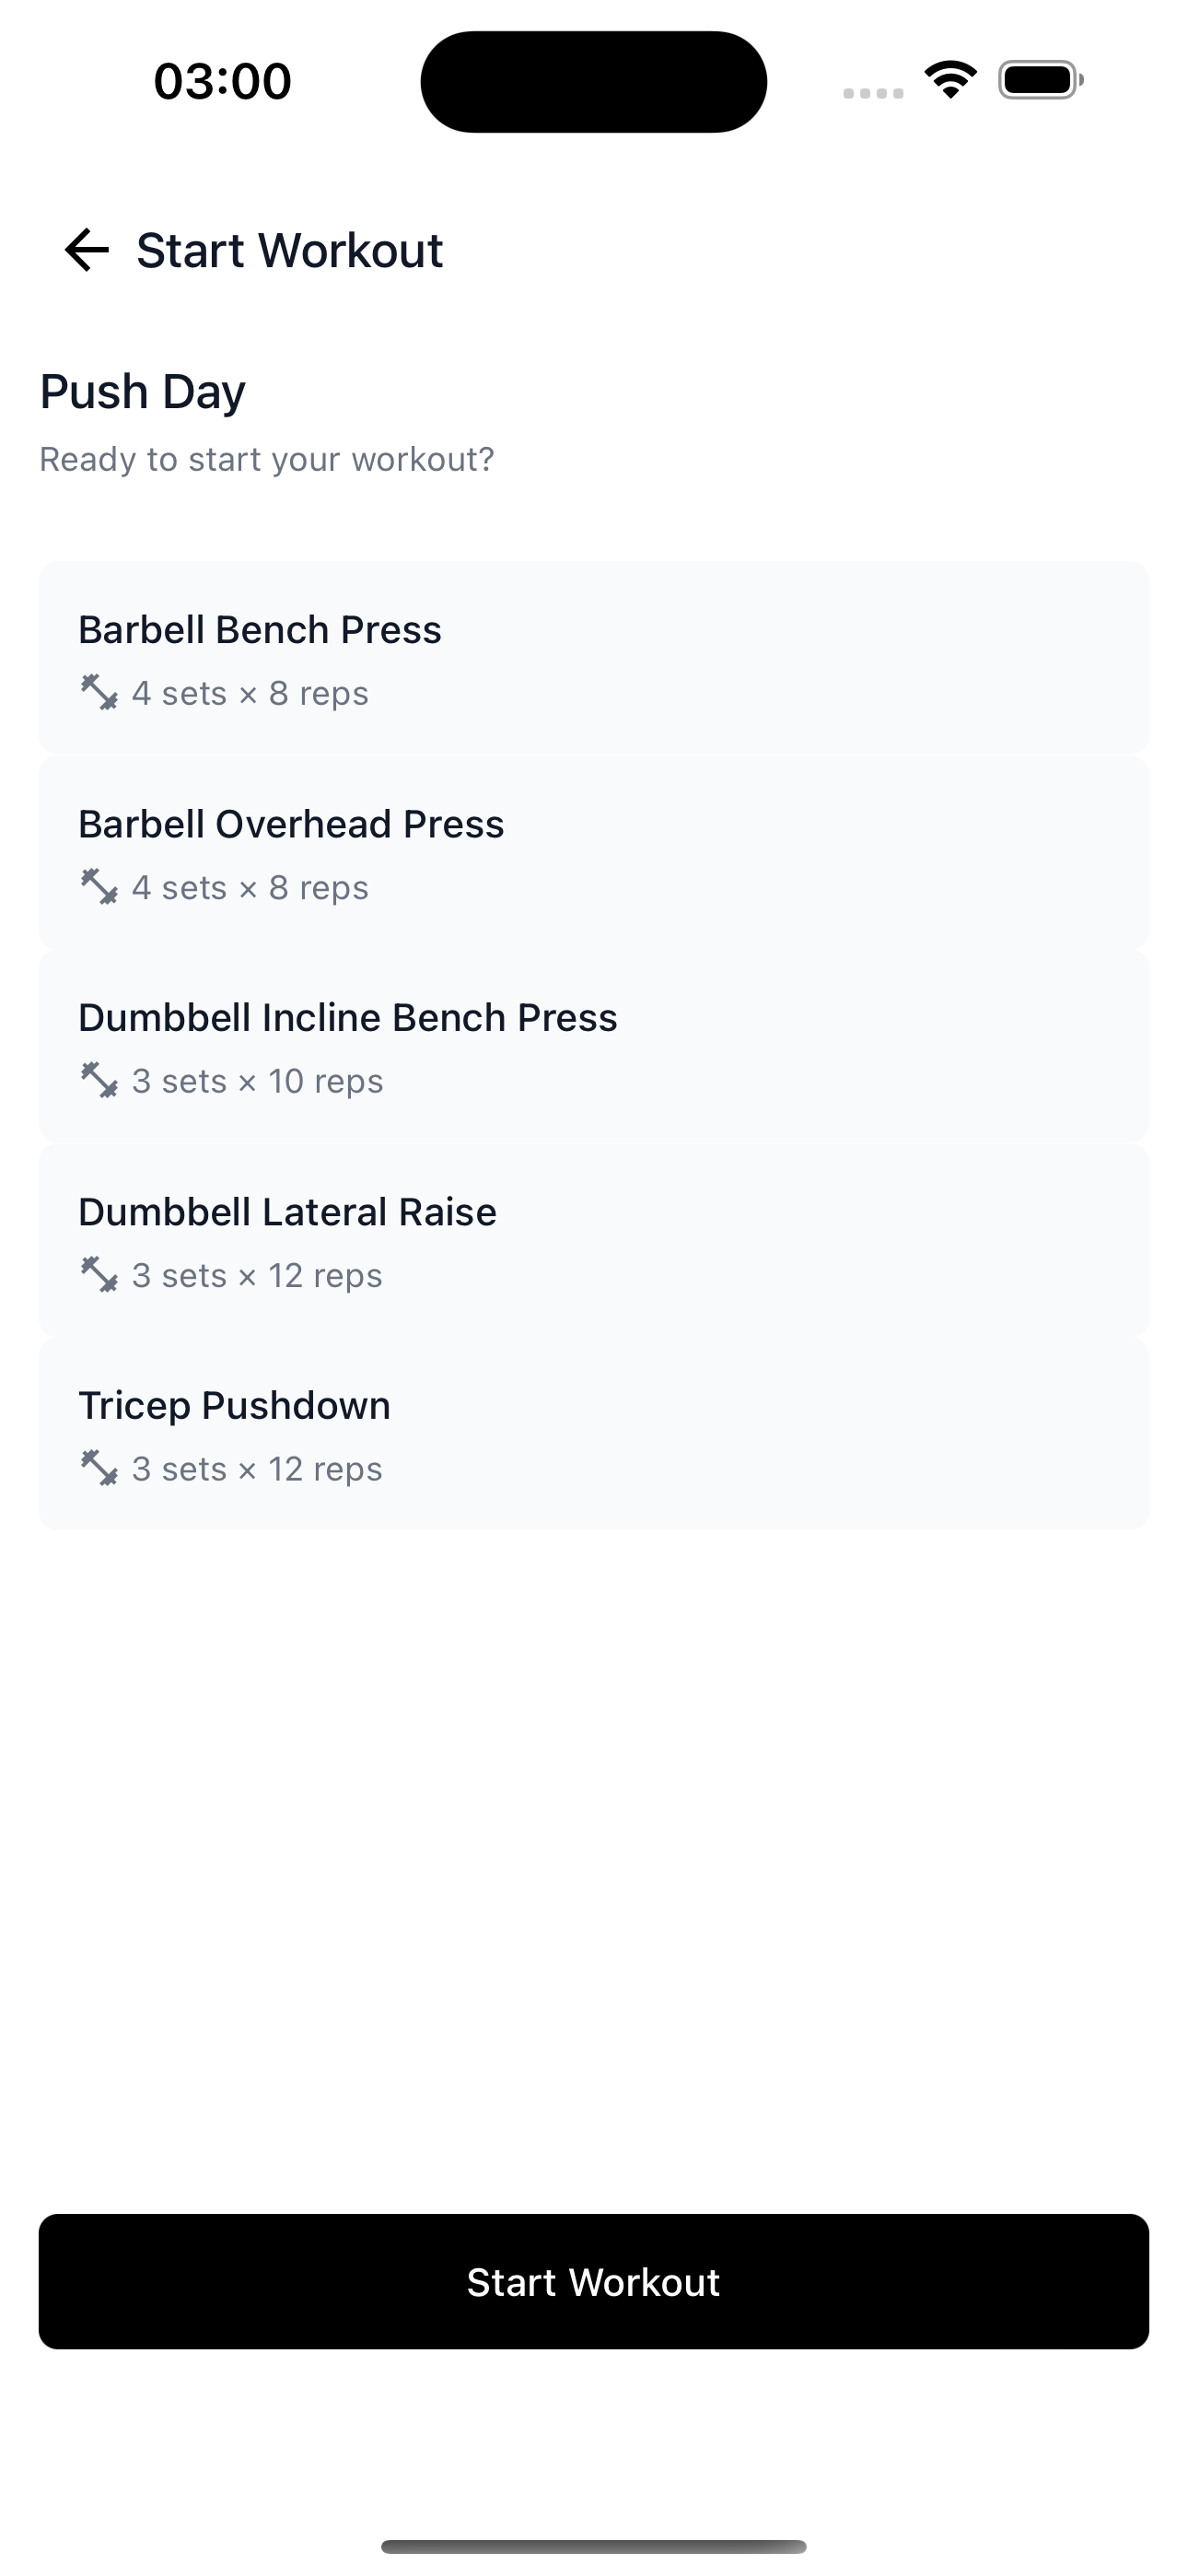 03:00
Start Workout
Push Day
Ready to start your workout?
Barbell Bench Press
4 sets × 8 reps
Barbell Overhead Press
4 sets × 8 reps
Dumbbell Incline Bench Press
3 sets × 10 reps
Dumbbell Lateral Raise
3 sets × 12 reps
Tricep Pushdown
3 sets × 12 reps
Start Workout